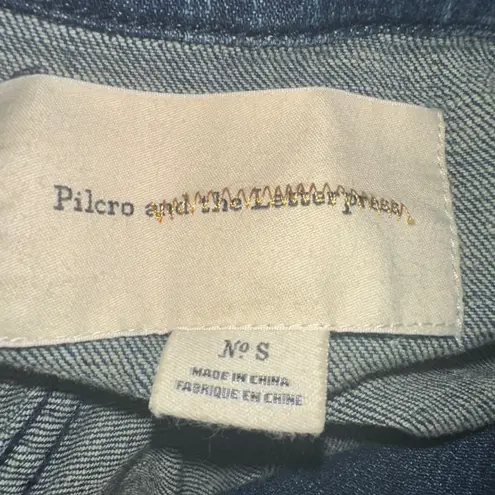 Pilcro and the Letterpress
Nº S
MADE IN CHINA
FABRIQUE EN CHINE